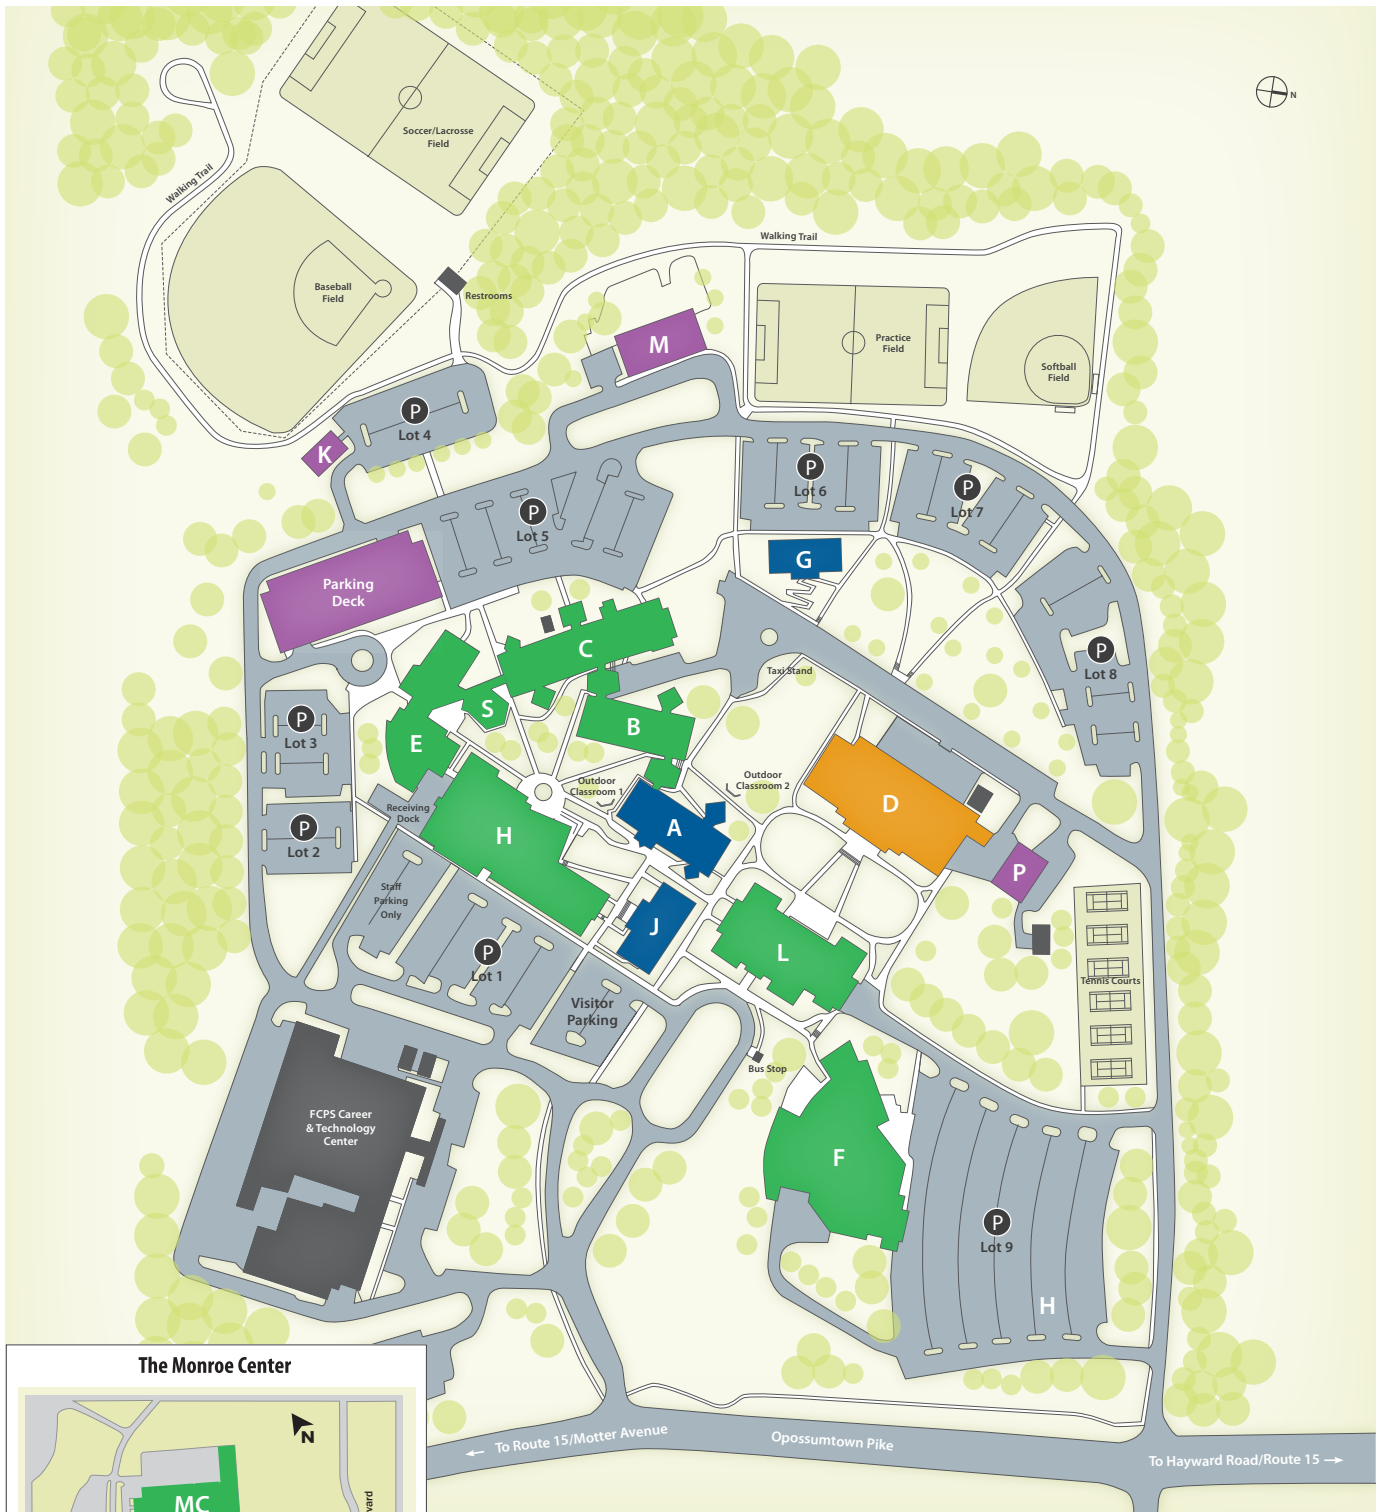 N
Soccer/Lacrosse
Field
Walking Trail
Walking Trail
Baseball
Field
Restrooms
M
Practice
Field
Softball
Field
P
Lot 4
K
P
Lot 6
P
Lot 7
P
Lot 5
G
Parking
Deck
C
P
Lot 8
Taxi Stand
S
B
E
P
Lot 3
Outdoor
Classroom 1
Outdoor
Classroom 2
D
Receiving
Dock
P
Lot 2
H
A
P
Staff
Parking
Only
J
P
Lot 1
L
Tennis Courts
Visitor
Parking
Bus Stop
FCPS Career
& Technology
Center
F
P
Lot 9
H
The Monroe Center
N
MC
To Route 15/Motter Avenue
Opossumtown Pike
To Hayward Road/Route 15